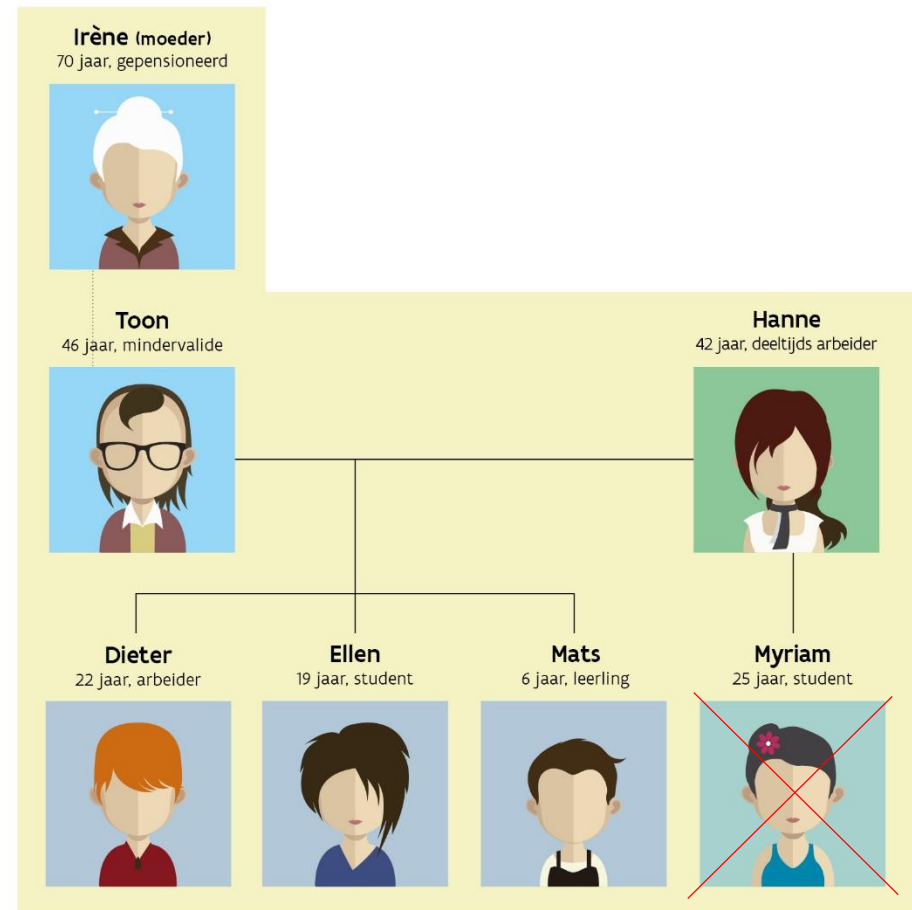 Irène (moeder)
70 jaar, gepensioneerd
Toon
46 jaar, mindervalide
Hanne
42 jaar, deeltijds arbeider
Dieter
22 jaar, arbeider
Ellen
19 jaar, student
Mats
6 jaar, leerling
Myriam
25 jaar, student